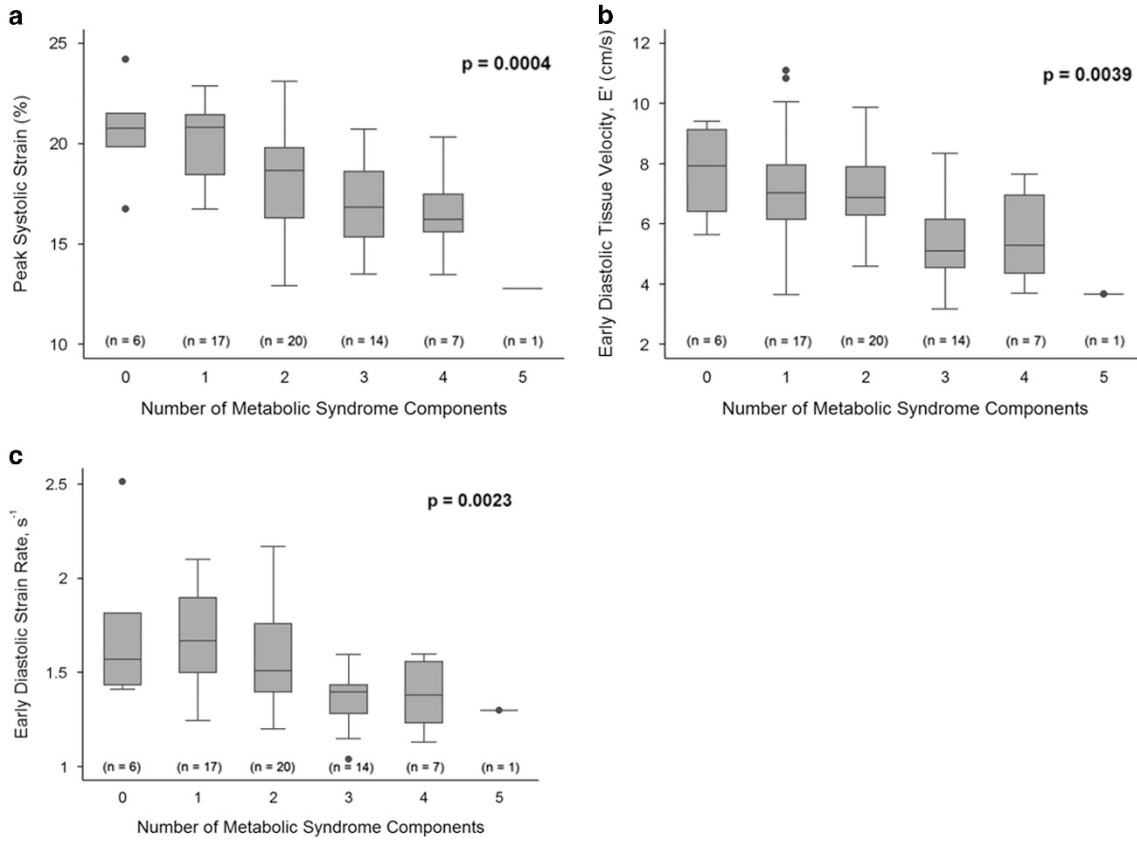 a
Peak Systolic Strain (%)
25
20
15
10
p = 0.0004
(n = 6) (n = 17) (n = 20) (n = 14) (n = 7) (n = 1)
0 1 2 3 4 5
Number of Metabolic Syndrome Components
b
Early Diastolic Tissue Velocity, E' (cm/s)
12
10
8
6
4
2
p = 0.0039
(n = 6) (n = 17) (n = 20) (n = 14) (n = 7) (n = 1)
0 1 2 3 4 5
Number of Metabolic Syndrome Components
c
Early Diastolic Strain Rate, s⁻¹
2.5
2
1.5
1
p = 0.0023
(n = 6) (n = 17) (n = 20) (n = 14) (n = 7) (n = 1)
0 1 2 3 4 5
Number of Metabolic Syndrome Components